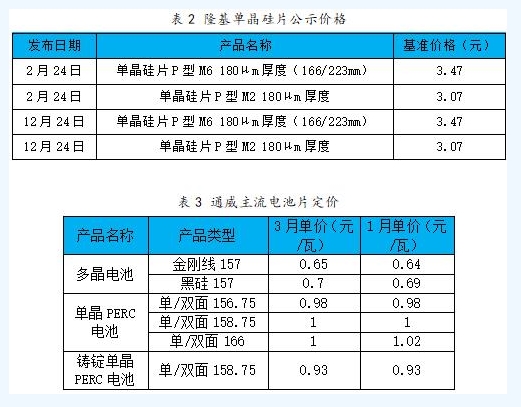 表 2 隆基单晶硅片公示价格
发布日期 产品名称 基准价格（元）
2 月 24 日 单晶硅片 P 型 M6 180μm 厚度（166/223mm） 3.47
2 月 24 日 单晶硅片 P 型 M2 180μm 厚度 3.07
12 月 24 日 单晶硅片 P 型 M6 180μm 厚度（166/223mm） 3.47
12 月 24 日 单晶硅片 P 型 M2 180μm 厚度 3.07
表 3 通威主流电池片定价
产品名称 产品类型 3 月单价（元/瓦） 1 月单价（元/瓦）
多晶电池 金刚线 157 0.65 0.64
黑硅 157 0.7 0.69
单晶 PERC 电池 单/双面 156.75 0.98 0.98
单/双面 158.75 1 1
单/双面 166 1 1.02
铸锭单晶 PERC 电池 单/双面 158.75 0.93 0.93